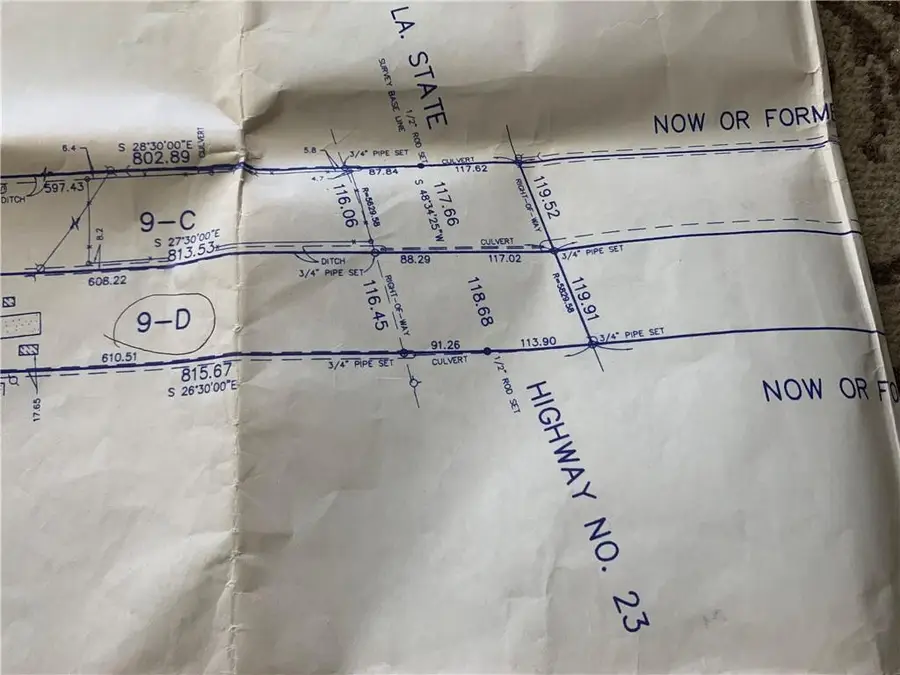 LA. STATE
SURVEY BASE LINE
1/2" ROD SET
NOW OR FORME
6.4
S 28°30'00"E
802.89
CULVERT
5.8
3/4" PIPE SET
87.84
CULVERT
117.62
597.43
DITCH
4.7
9-C
S 27°30'00"E
813.53
8.2
608.22
116.06
R=5829.58
117.66
S 48°34'25"W
119.52
RIGHT-OF-WAY
DITCH
3/4" PIPE SET
88.29
CULVERT
117.02
3/4" PIPE SET
9-D
116.45
RIGHT-OF-WAY
118.68
R=5829.58
119.91
610.51
815.67
S 26°30'00"E
3/4" PIPE SET
91.26
CULVERT
113.90
3/4" PIPE SET
17.65
1/2" ROD SET
NOW OR FO
HIGHWAY NO. 23